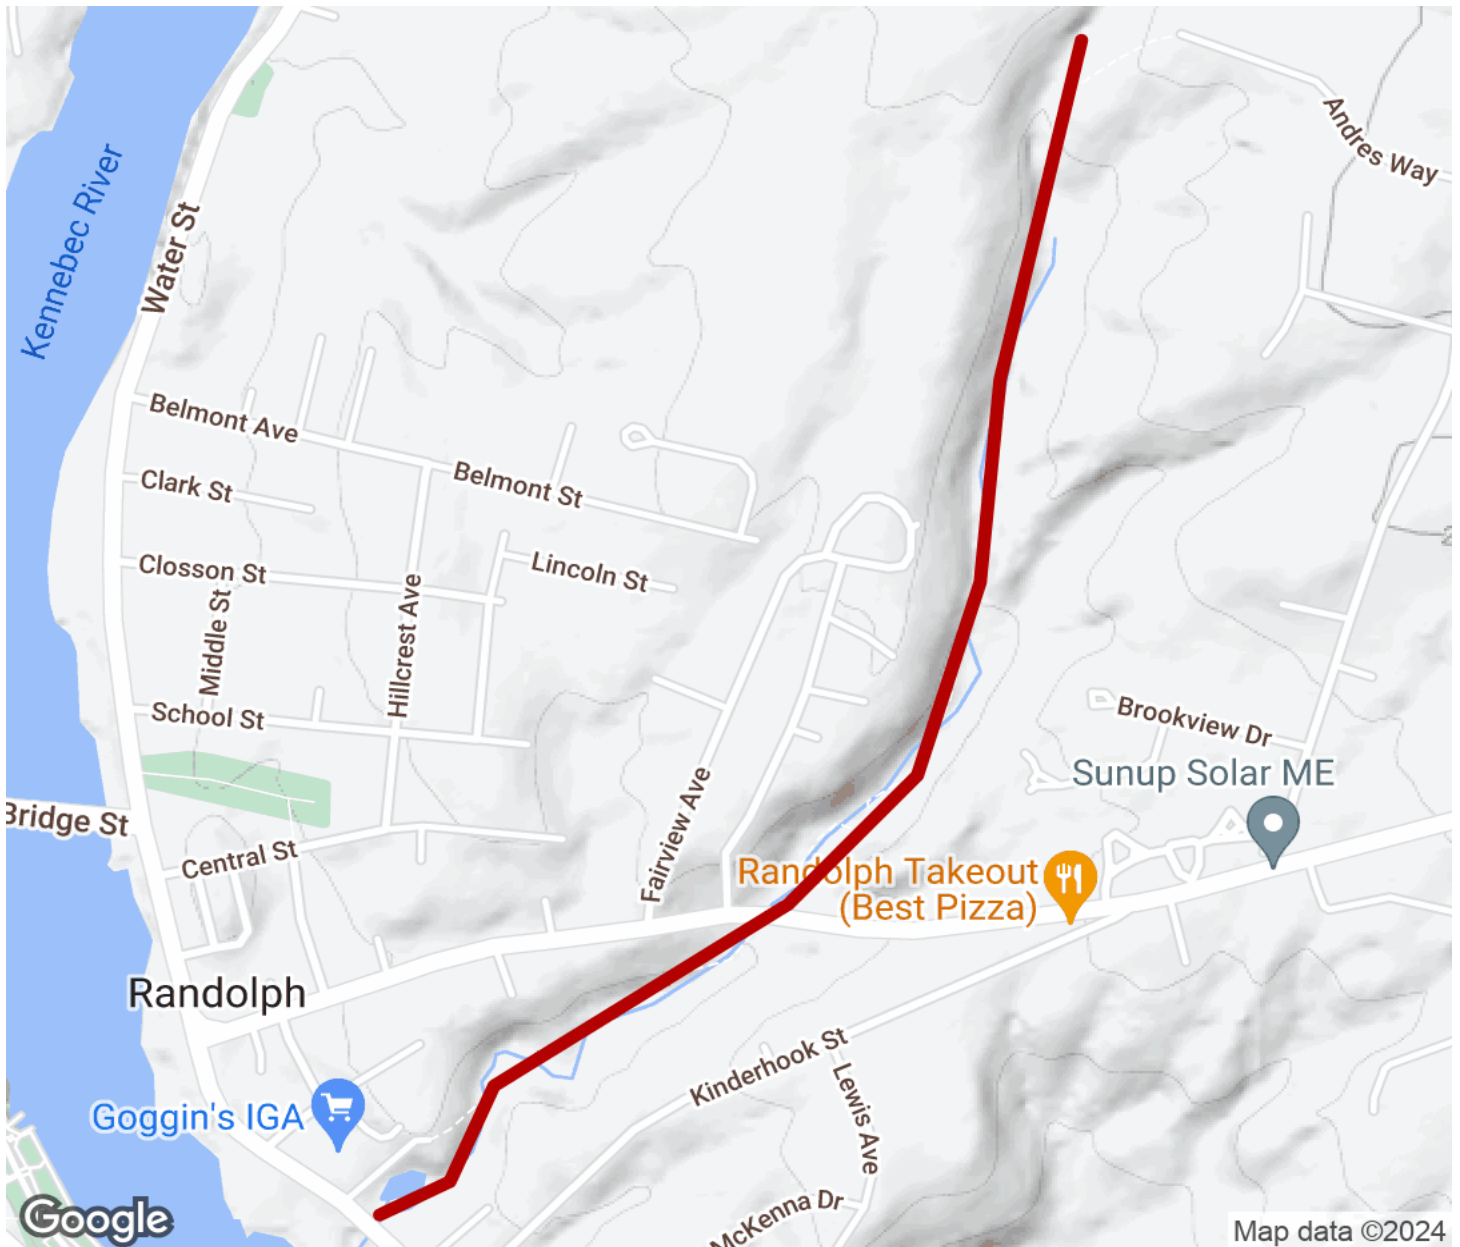 Andres Way
Kennebec River
Water St
Belmont Ave
Belmont St
Clark St
Lincoln St
Closson St
Middle St
Hillcrest Ave
School St
Brookview Dr
Sunup Solar ME
Bridge St
Central St
Fairview Ave
Randolph Takeout
(Best Pizza)
Randolph
Kinderhook St
Lewis Ave
Goggin's IGA
McKenna Dr
Google
Map data ©2024